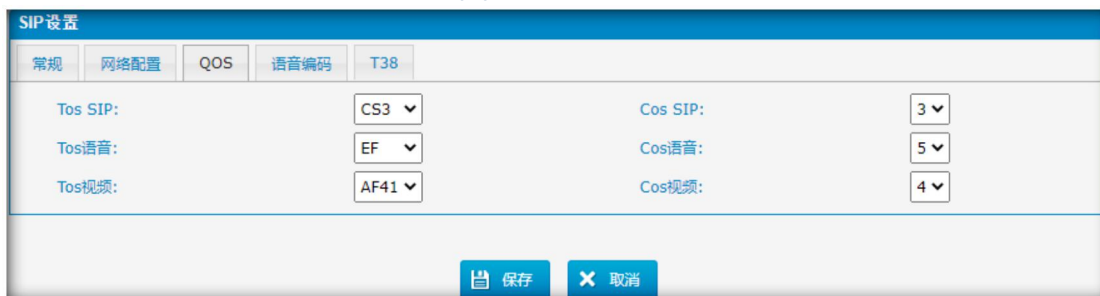 SIP设置
常规 网络配置 QOS 语音编码 T38
Tos SIP: CS3 Cos SIP: 3
Tos语音: EF Cos语音: 5
Tos视频: AF41 Cos视频: 4
保存 取消